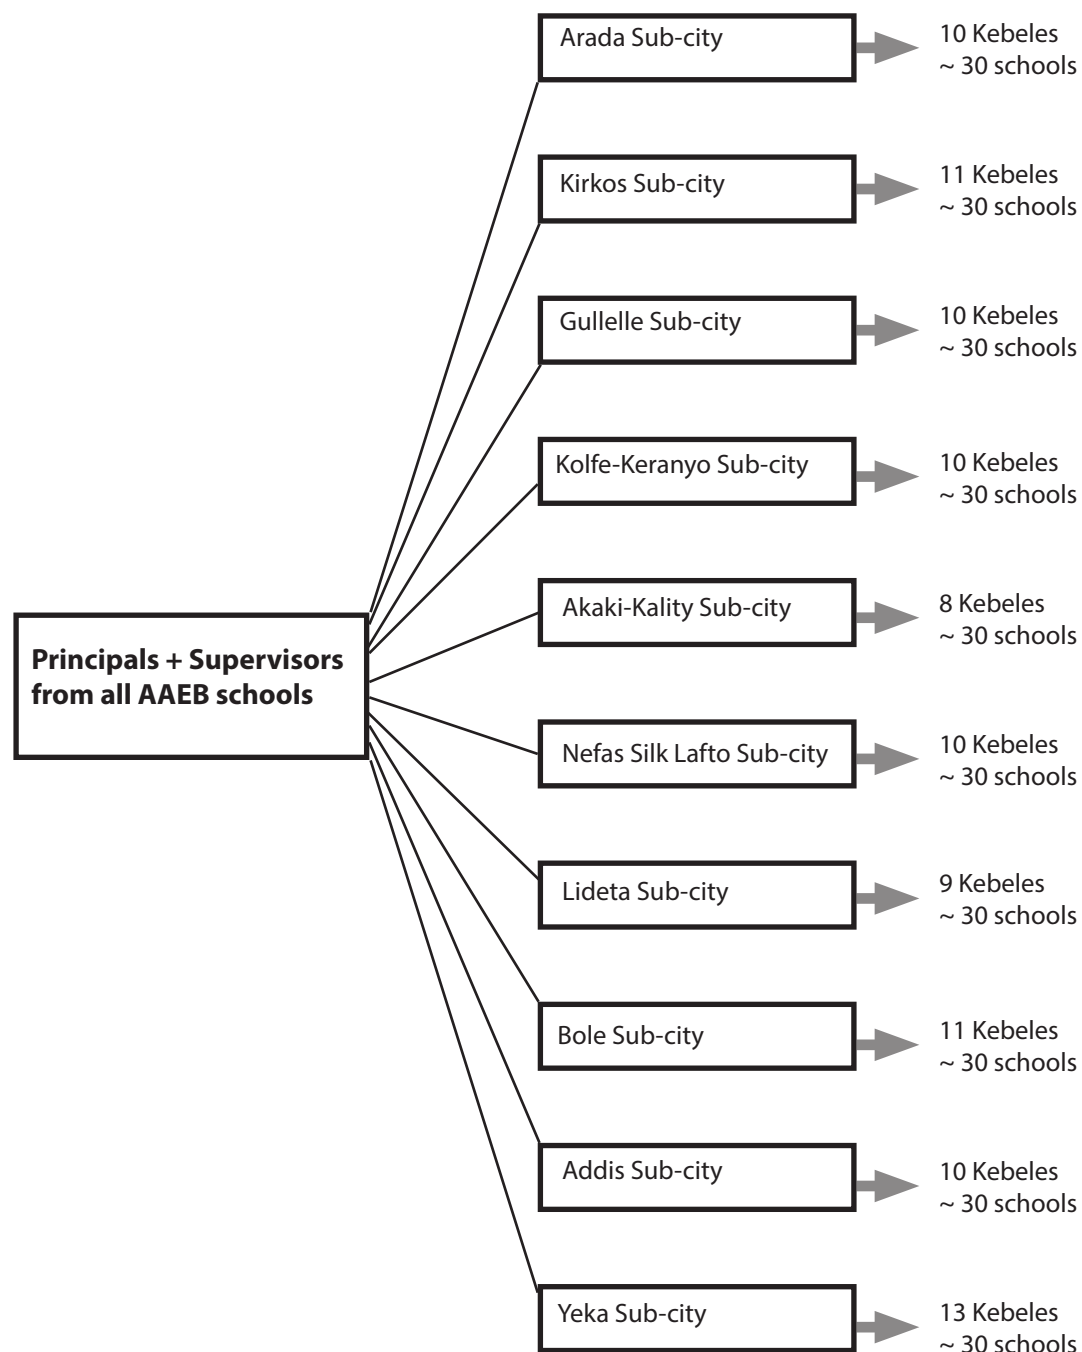 Arada Sub-city
10 Kebeles
~ 30 schools
Kirkos Sub-city
11 Kebeles
~ 30 schools
Gullelle Sub-city
10 Kebeles
~ 30 schools
Kolfe-Keranyo Sub-city
10 Kebeles
~ 30 schools
Akaki-Kality Sub-city
8 Kebeles
~ 30 schools
Principals + Supervisors
from all AAEB schools
Nefas Silk Lafto Sub-city
10 Kebeles
~ 30 schools
Lideta Sub-city
9 Kebeles
~ 30 schools
Bole Sub-city
11 Kebeles
~ 30 schools
Addis Sub-city
10 Kebeles
~ 30 schools
Yeka Sub-city
13 Kebeles
~ 30 schools